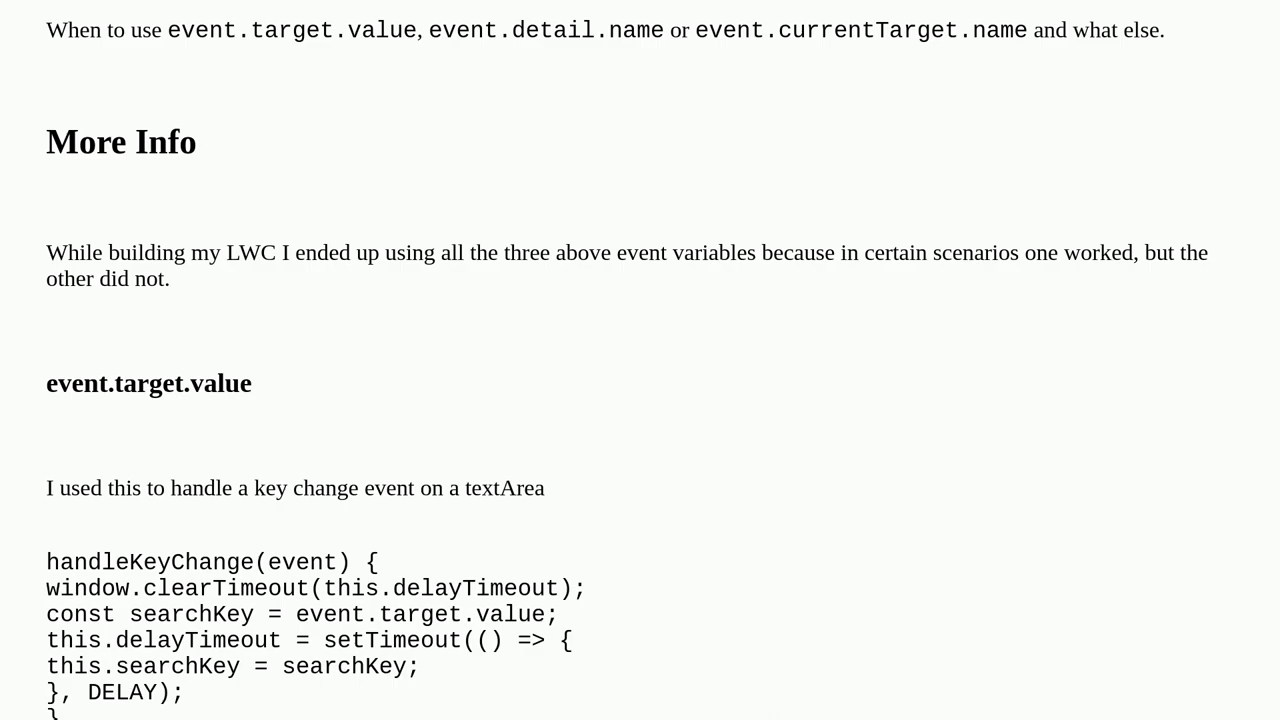 When to use event.target.value, event.detail.name or event.currentTarget.name and what else.
More Info
While building my LWC I ended up using all the three above event variables because in certain scenarios one worked, but the
other did not.
event.target.value
I used this to handle a key change event on a textArea
handleKeyChange(event) {
window.clearTimeout(this.delayTimeout);
const searchKey = event.target.value;
this.delayTimeout = setTimeout(() => {
this.searchKey = searchKey;
}, DELAY);
}